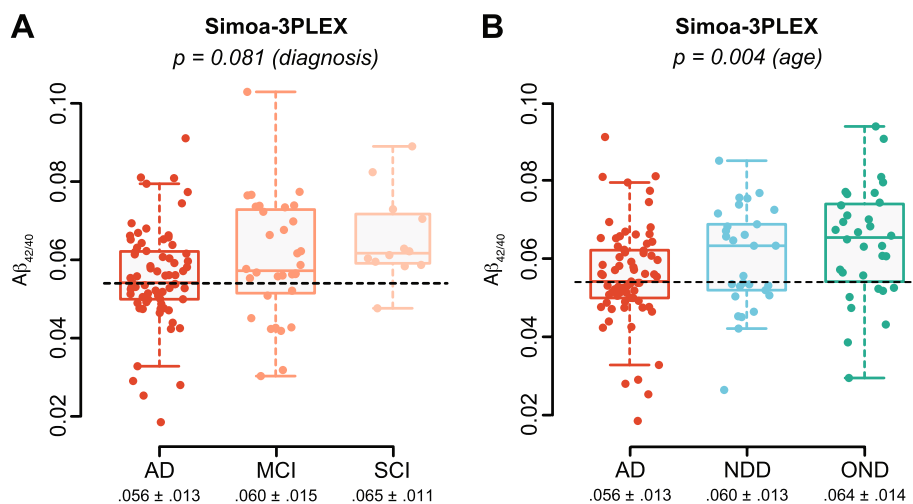 A
Simoa-3PLEX
p = 0.081 (diagnosis)
Aβ42/40
0.10
0.08
0.06
0.04
0.02
AD MCI SCI
.056 ± .013 .060 ± .015 .065 ± .011
B
Simoa-3PLEX
p = 0.004 (age)
Aβ42/40
0.10
0.08
0.06
0.04
0.02
AD NDD OND
.056 ± .013 .060 ± .013 .064 ± .014